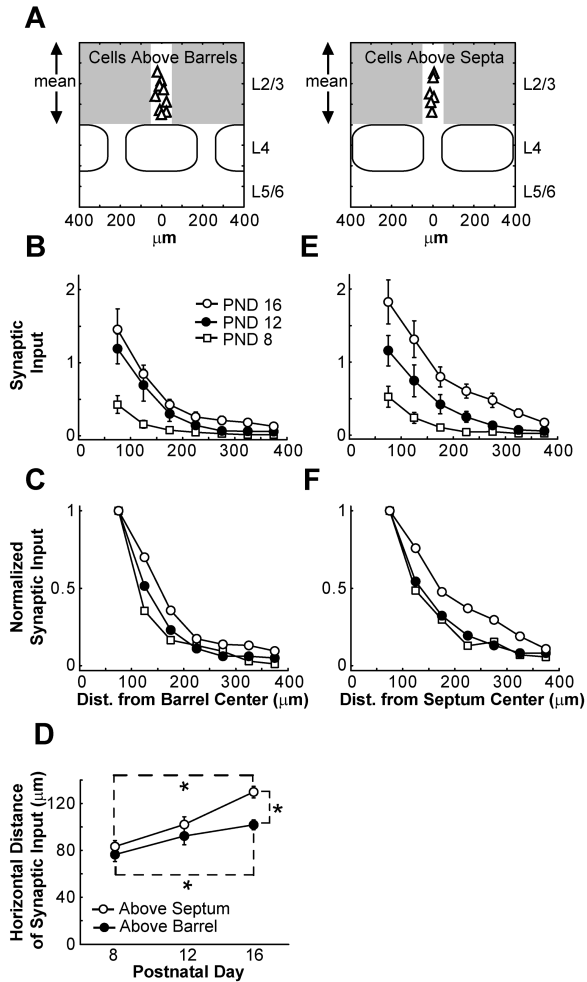 A
Cells Above Barrels
Cells Above Septa
mean
L2/3
L4
L5/6
400 200 0 200 400
μm
mean
L2/3
L4
L5/6
400 200 0 200 400
μm
B
Synaptic Input
2
1
0
PND 16
PND 12
PND 8
0 100 200 300 400
E
2
1
0
0 100 200 300 400
C
Normalized Synaptic Input
1
0.5
0
0 100 200 300 400
Dist. from Barrel Center (μm)
F
1
0.5
0
0 100 200 300 400
Dist. from Septum Center (μm)
D
Horizontal Distance of Synaptic Input (μm)
120
80
40
0
*
*
*
Above Septum
Above Barrel
8 12 16
Postnatal Day